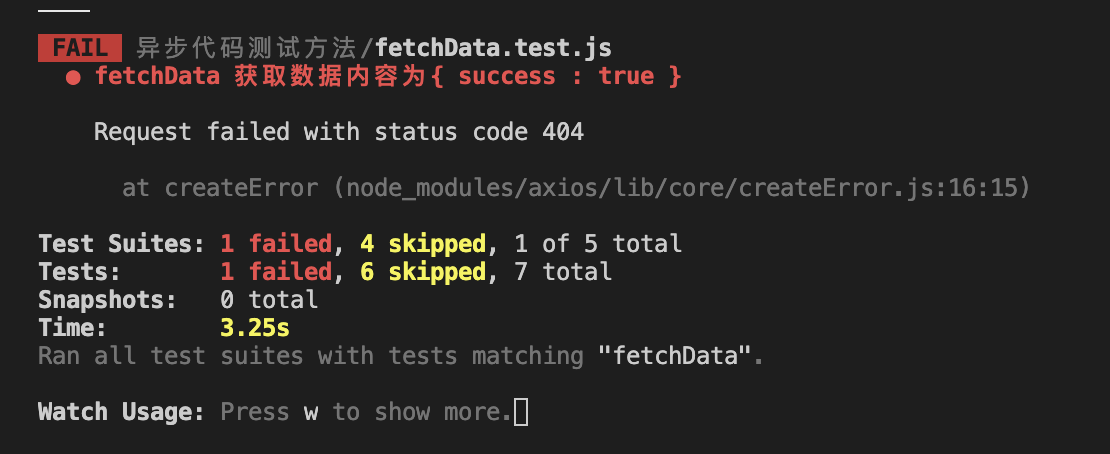 FAIL 异步代码测试方法/fetchData.test.js
● fetchData 获取数据内容为{ success : true }
Request failed with status code 404
at createError (node_modules/axios/lib/core/createError.js:16:15)
Test Suites: 1 failed, 4 skipped, 1 of 5 total
Tests: 1 failed, 6 skipped, 7 total
Snapshots: 0 total
Time: 3.25s
Ran all test suites with tests matching "fetchData".
Watch Usage: Press w to show more.